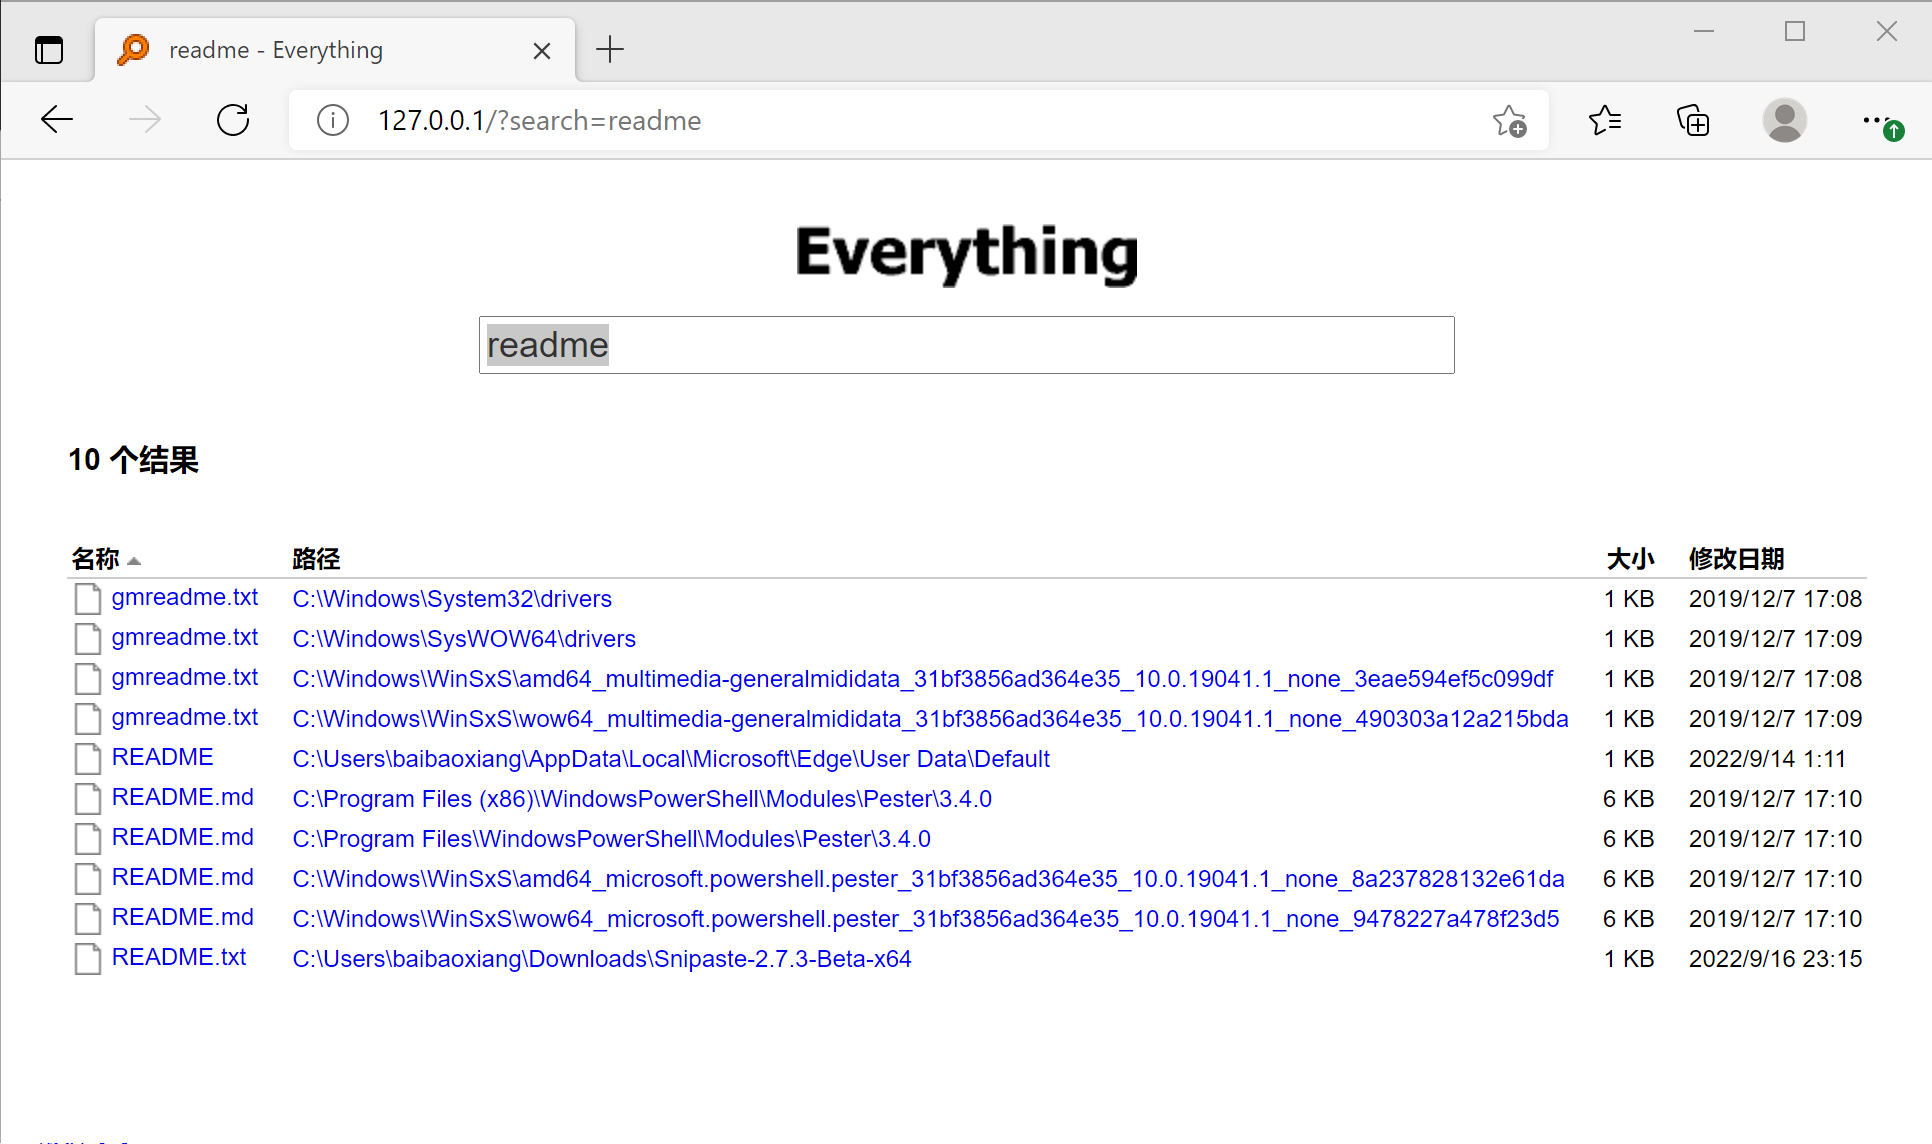 readme - Everything
127.0.0.1/?search=readme
Everything
readme
10 个结果
名称 路径 大小 修改日期
gmreadme.txt C:\Windows\System32\drivers 1 KB 2019/12/7 17:08
gmreadme.txt C:\Windows\SysWOW64\drivers 1 KB 2019/12/7 17:09
gmreadme.txt C:\Windows\WinSxS\amd64_multimedia-generalmididata_31bf3856ad364e35_10.0.19041.1_none_3eae594ef5c099df 1 KB 2019/12/7 17:08
gmreadme.txt C:\Windows\WinSxS\wow64_multimedia-generalmididata_31bf3856ad364e35_10.0.19041.1_none_490303a12a215bda 1 KB 2019/12/7 17:09
README C:\Users\baibaoxiang\AppData\Local\Microsoft\Edge\User Data\Default 1 KB 2022/9/14 1:11
README.md C:\Program Files (x86)\WindowsPowerShell\Modules\Pester\3.4.0 6 KB 2019/12/7 17:10
README.md C:\Program Files\WindowsPowerShell\Modules\Pester\3.4.0 6 KB 2019/12/7 17:10
README.md C:\Windows\WinSxS\amd64_microsoft.powershell.pester_31bf3856ad364e35_10.0.19041.1_none_8a237828132e61da 6 KB 2019/12/7 17:10
README.md C:\Windows\WinSxS\wow64_microsoft.powershell.pester_31bf3856ad364e35_10.0.19041.1_none_9478227a478f23d5 6 KB 2019/12/7 17:10
README.txt C:\Users\baibaoxiang\Downloads\Snipaste-2.7.3-Beta-x64 1 KB 2022/9/16 23:15